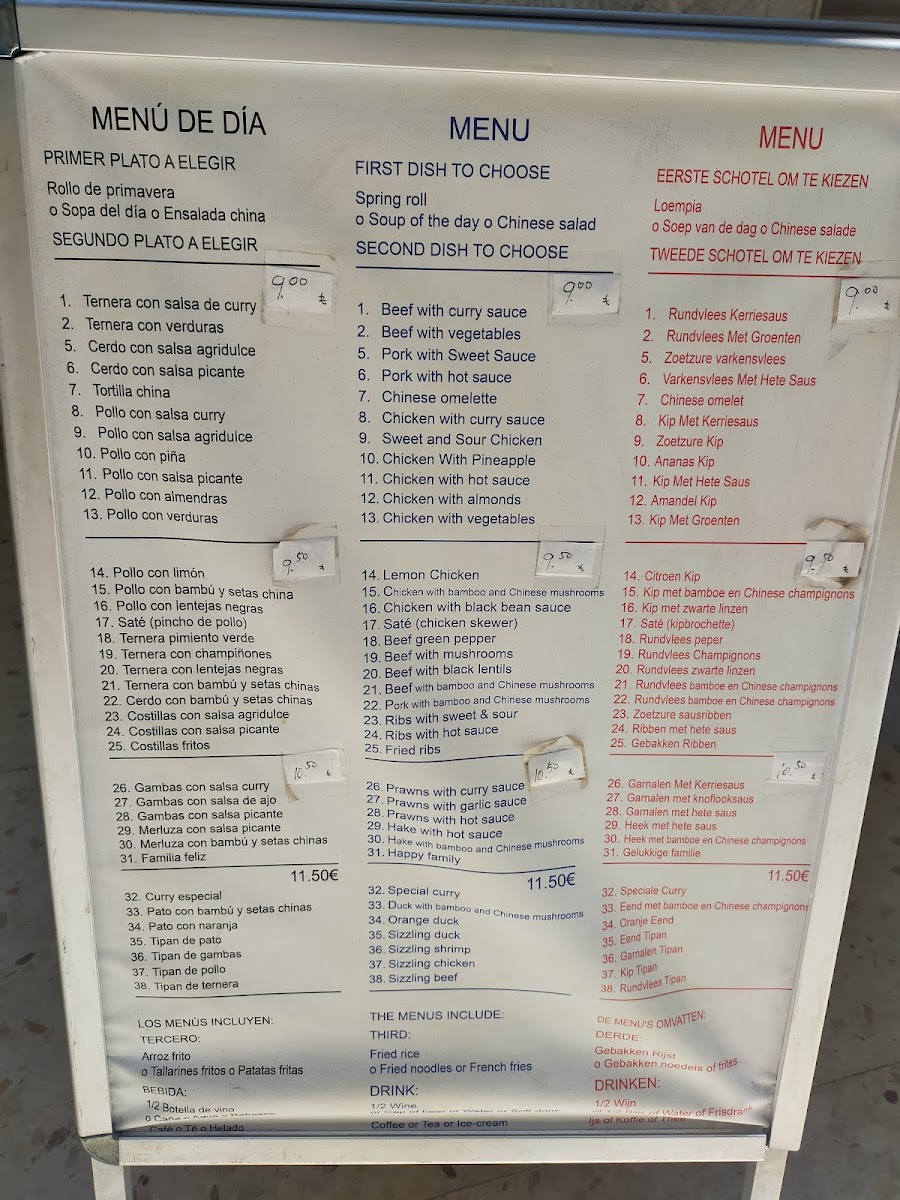 MENÚ DE DÍA
PRIMER PLATO A ELEGIR
Rollo de primavera
o Sopa del día o Ensalada china
SEGUNDO PLATO A ELEGIR
9.00 €
1. Ternera con salsa de curry
2. Ternera con verduras
5. Cerdo con salsa agridulce
6. Cerdo con salsa picante
7. Tortilla china
8. Pollo con salsa curry
9. Pollo con salsa agridulce
10. Pollo con piña
11. Pollo con salsa picante
12. Pollo con almendras
13. Pollo con verduras
9.50 €
14. Pollo con limón
15. Pollo con bambú y setas china
16. Pollo con lentejas negras
17. Saté (pincho de pollo)
18. Ternera pimiento verde
19. Ternera con champiñones
20. Ternera con lentejas negras
21. Ternera con bambú y setas chinas
22. Cerdo con bambú y setas chinas
23. Costillas con salsa agridulce
24. Costillas con salsa picante
25. Costillas fritos
10.50 €
26. Gambas con salsa curry
27. Gambas con salsa de ajo
28. Gambas con salsa picante
29. Merluza con salsa picante
30. Merluza con bambú y setas chinas
31. Familia feliz
11.50€
32. Curry especial
33. Pato con bambú y setas chinas
34. Pato con naranja
35. Tipan de pato
36. Tipan de gambas
37. Tipan de pollo
38. Tipan de ternera
LOS MENÚS INCLUYEN:
TERCERO:
Arroz frito
o Tallarines fritos o Patatas fritas
BEBIDA:
1/2 Botella de vino
o Caña o Agua o Refresco
Café o Té o Helado
MENU
FIRST DISH TO CHOOSE
Spring roll
o Soup of the day o Chinese salad
SECOND DISH TO CHOOSE
9.00 €
1. Beef with curry sauce
2. Beef with vegetables
5. Pork with Sweet Sauce
6. Pork with hot sauce
7. Chinese omelette
8. Chicken with curry sauce
9. Sweet and Sour Chicken
10. Chicken With Pineapple
11. Chicken with hot sauce
12. Chicken with almonds
13. Chicken with vegetables
9.50 €
14. Lemon Chicken
15. Chicken with bamboo and Chinese mushrooms
16. Chicken with black bean sauce
17. Saté (chicken skewer)
18. Beef green pepper
19. Beef with mushrooms
20. Beef with black lentils
21. Beef with bamboo and Chinese mushrooms
22. Pork with bamboo and Chinese mushrooms
23. Ribs with sweet & sour
24. Ribs with hot sauce
25. Fried ribs
10.50 €
26. Prawns with curry sauce
27. Prawns with garlic sauce
28. Prawns with hot sauce
29. Hake with hot sauce
30. Hake with bamboo and Chinese mushrooms
31. Happy family
11.50€
32. Special curry
33. Duck with bamboo and Chinese mushrooms
34. Orange duck
35. Sizzling duck
36. Sizzling shrimp
37. Sizzling chicken
38. Sizzling beef
THE MENUS INCLUDE:
THIRD:
Fried rice
o Fried noodles or French fries
DRINK:
1/2 Wine
or Cap of beer or Water or Soft drink
Coffee or Tea or Ice-cream
MENU
EERSTE SCHOTEL OM TE KIEZEN
Loempia
o Soep van de dag o Chinese salade
TWEEDE SCHOTEL OM TE KIEZEN
9.00 €
1. Rundvlees Kerriesaus
2. Rundvlees Met Groenten
5. Zoetzure varkensvlees
6. Varkensvlees Met Hete Saus
7. Chinese omelet
8. Kip Met Kerriesaus
9. Zoetzure Kip
10. Ananas Kip
11. Kip Met Hete Saus
12. Amandel Kip
13. Kip Met Groenten
9.50 €
14. Citroen Kip
15. Kip met bamboe en Chinese champignons
16. Kip met zwarte linzen
17. Saté (kipbrochette)
18. Rundvlees peper
19. Rundvlees Champignons
20. Rundvlees zwarte linzen
21. Rundvlees bamboe en Chinese champignons
22. Rundvlees bamboe en Chinese champignons
23. Zoetzure sausribben
24. Ribben met hete saus
25. Gebakken Ribben
10.50 €
26. Garnalen Met Kerriesaus
27. Garnalen met knoflooksaus
28. Garnalen met hete saus
29. Heek met hete saus
30. Heek met bamboe en Chinese champignons
31. Gelukkige familie
11.50€
32. Speciale Curry
33. Eend met bamboe en Chinese champignons
34. Oranje Eend
35. Eend Tipan
36. Garnalen Tipan
37. Kip Tipan
38. Rundvlees Tipan
DE MENU'S OMVATTEN:
DERDE:
Gebakken Rijst
o Gebakken noedels of frites
DRINKEN:
1/2 Wijn
of 1/2 Bier of Water of Frisdrank
Ijs of Koffie of Thee